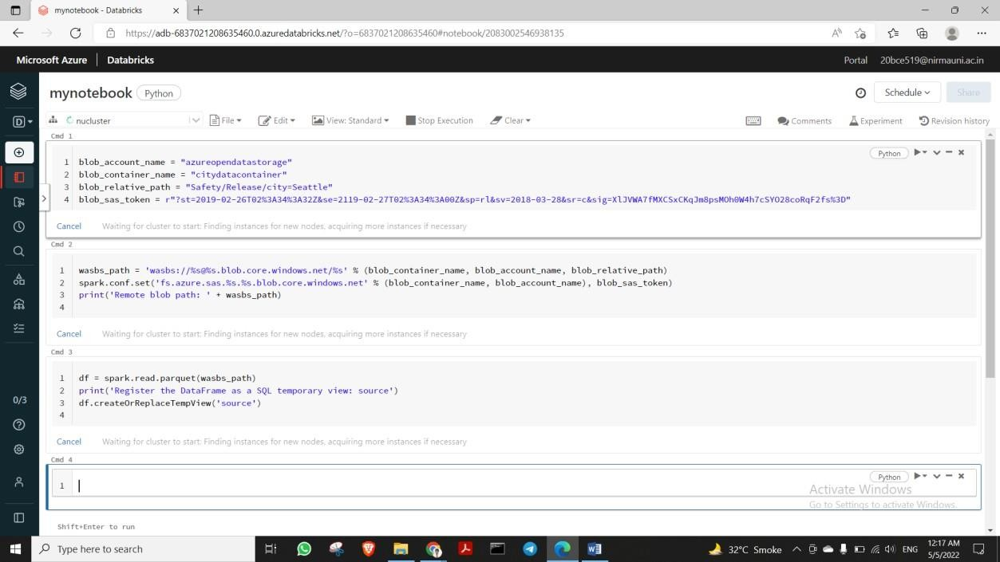 mynotebook - Databricks
https://adb-6837021208635460.0.azuredatabricks.net/?o=6837021208635460#notebook/2083002546938135
Microsoft Azure Databricks Portal 20bce519@nirmauni.ac.in
mynotebook Python Schedule Share
D nucluster File Edit View: Standard Stop Execution Clear Comments Experiment Revision history
Cmd 1
Python
1 blob_account_name = "azureopendatastorage"
2 blob_container_name = "citydatacontainer"
3 blob_relative_path = "Safety/Release/city=Seattle"
4 blob_sas_token = r"?st=2019-02-26T02%3A34%3A32Z&se=2119-02-27T02%3A34%3A00Z&sp=rl&sv=2018-03-28&sr=c&sig=XlJVWA7fMXCSxCKqJm8psMOh0W4h7cSYO28coRqF2fs%3D"
Cancel Waiting for cluster to start: Finding instances for new nodes, acquiring more instances if necessary
Cmd 2
1 wasbs_path = 'wasbs://%s@%s.blob.core.windows.net/%s' % (blob_container_name, blob_account_name, blob_relative_path)
2 spark.conf.set('fs.azure.sas.%s.%s.blob.core.windows.net' % (blob_container_name, blob_account_name), blob_sas_token)
3 print('Remote blob path: ' + wasbs_path)
4
Cancel Waiting for cluster to start: Finding instances for new nodes, acquiring more instances if necessary
Cmd 3
1 df = spark.read.parquet(wasbs_path)
2 print('Register the DataFrame as a SQL temporary view: source')
3 df.createOrReplaceTempView('source')
4
0/3
Cancel Waiting for cluster to start: Finding instances for new nodes, acquiring more instances if necessary
Cmd 4
Python
1
Activate Windows
Go to Settings to activate Windows.
Shift+Enter to run
Type here to search 32°C Smoke ENG 12:17 AM
5/5/2022